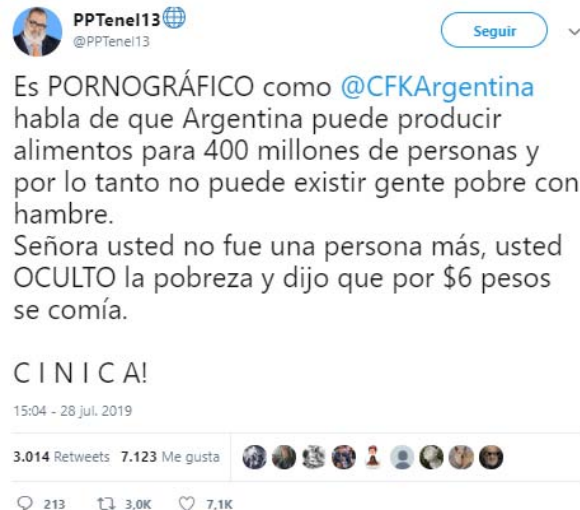 PPTenel13
@PPTenel13
Seguir
Es PORNOGRÁFICO como @CFKArgentina
habla de que Argentina puede producir
alimentos para 400 millones de personas y
por lo tanto no puede existir gente pobre con
hambre.
Señora usted no fue una persona más, usted
OCULTO la pobreza y dijo que por $6 pesos
se comía.
C I N I C A!
15:04 - 28 jul. 2019
3.014 Retweets 7.123 Me gusta
213 3,0K 7,1K